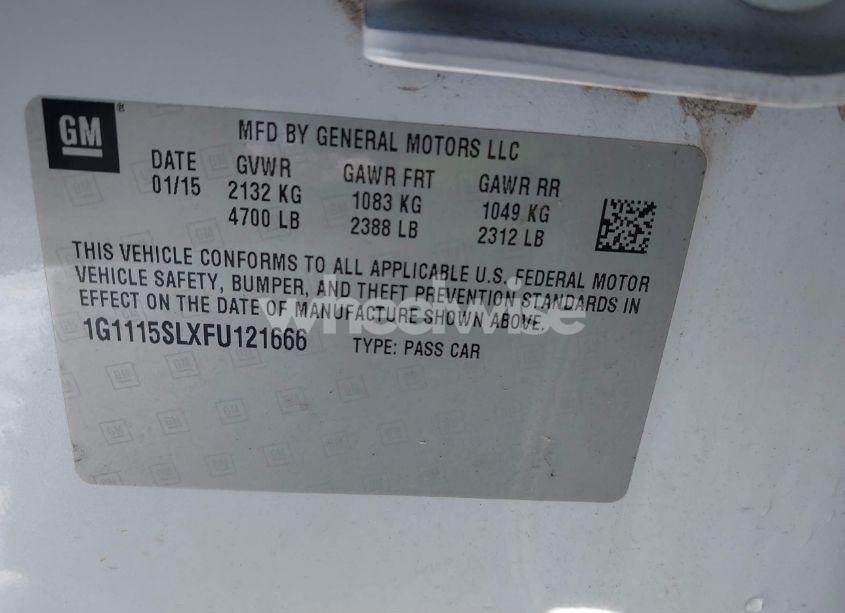 GM ®
MFD BY GENERAL MOTORS LLC
DATE GVWR GAWR FRT GAWR RR
01/15 2132 KG 1083 KG 1049 KG
4700 LB 2388 LB 2312 LB
THIS VEHICLE CONFORMS TO ALL APPLICABLE U.S. FEDERAL MOTOR
VEHICLE SAFETY, BUMPER, AND THEFT PREVENTION STANDARDS IN
EFFECT ON THE DATE OF MANUFACTURE SHOWN ABOVE.
1G1115SLXFU121666 TYPE: PASS CAR
wheelwise